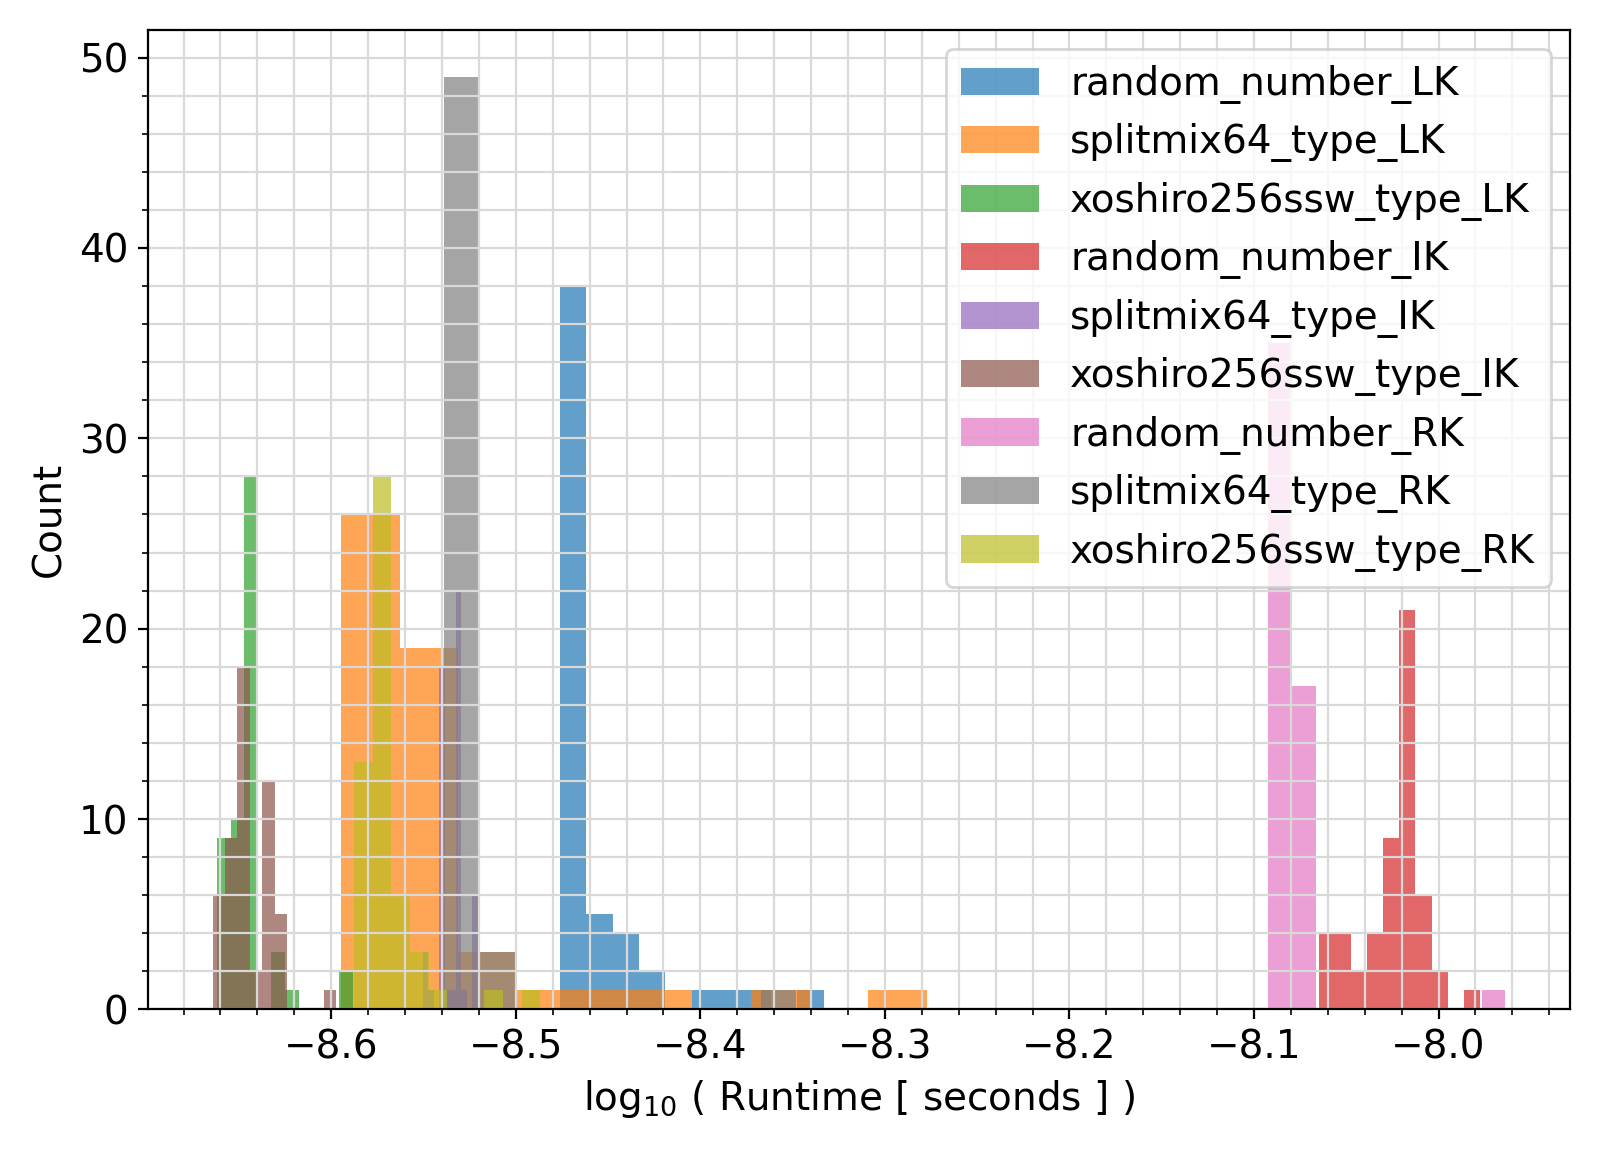 50
40
30
20
10
0
Count
random_number_LK
splitmix64_type_LK
xoshiro256ssw_type_LK
random_number_IK
splitmix64_type_IK
xoshiro256ssw_type_IK
random_number_RK
splitmix64_type_RK
xoshiro256ssw_type_RK
−8.6 −8.5 −8.4 −8.3 −8.2 −8.1 −8.0
log₁₀ ( Runtime [ seconds ] )